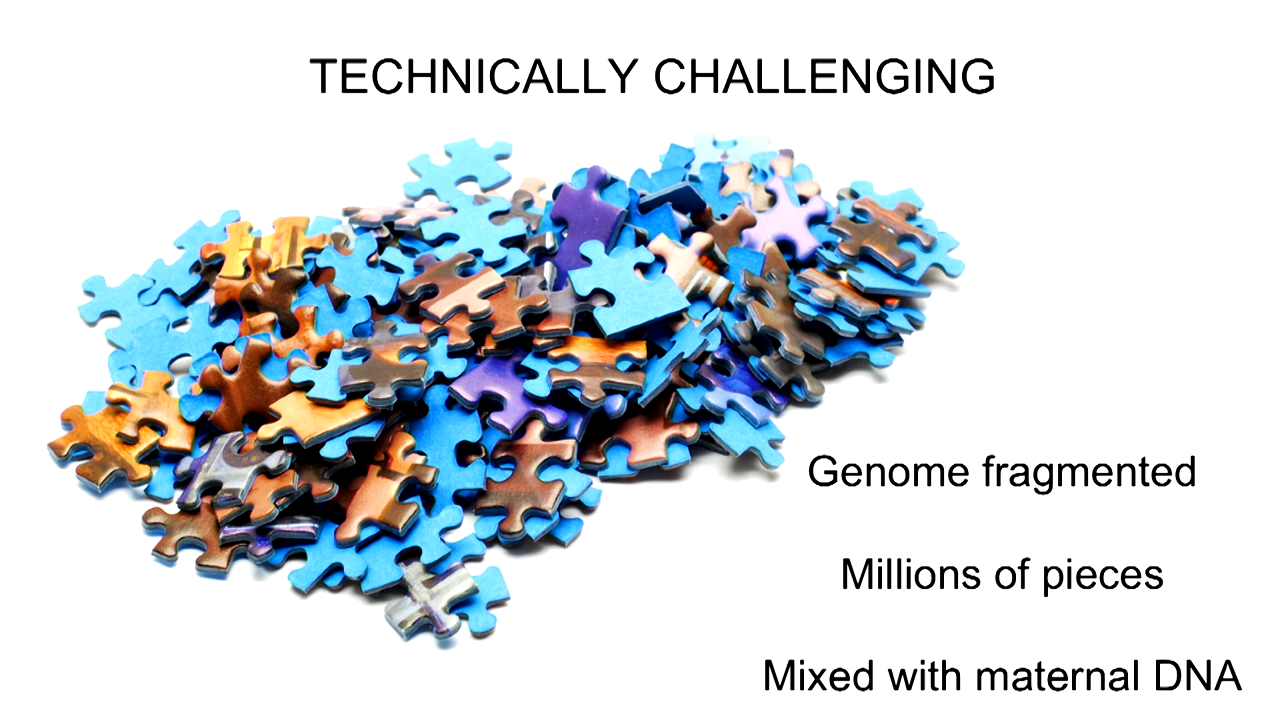 TECHNICALLY CHALLENGING
Genome fragmented
Millions of pieces
Mixed with maternal DNA